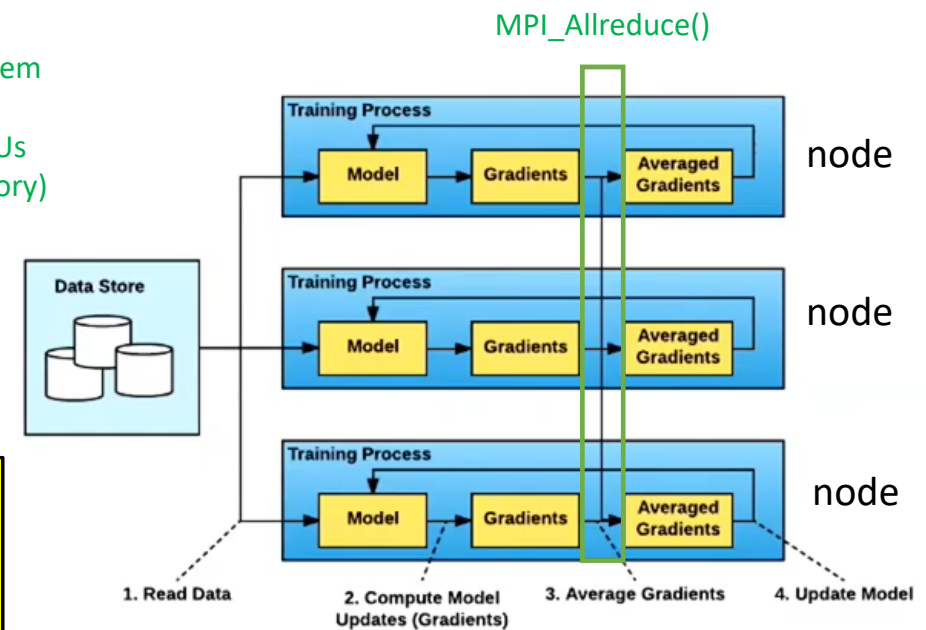 MPI_Allreduce()
em
Us
ory)
Training Process
Model
Gradients
Averaged
Gradients
node
Data Store
Training Process
Model
Gradients
Averaged
Gradients
node
Training Process
Model
Gradients
Averaged
Gradients
node
1. Read Data
2. Compute Model
Updates (Gradients)
3. Average Gradients
4. Update Model